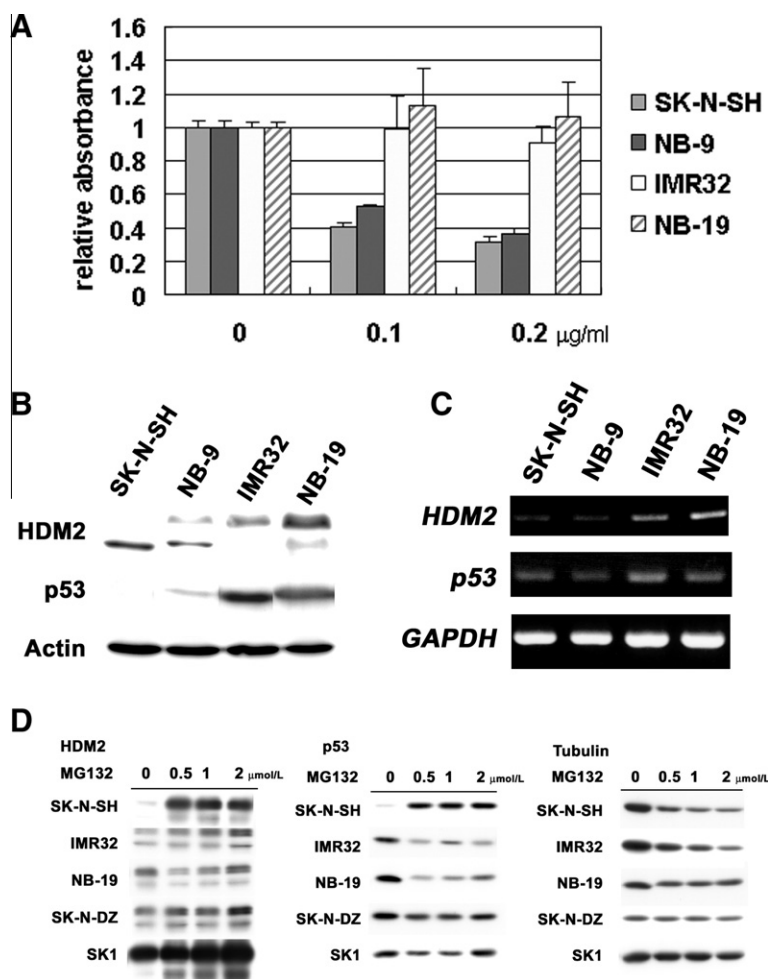 A
relative absorbance
1.6
1.4
1.2
1
0.8
0.6
0.4
0.2
0
0 0.1 0.2 μg/ml
SK-N-SH
NB-9
IMR32
NB-19
B
SK-N-SH NB-9 IMR32 NB-19
HDM2
p53
Actin
C
SK-N-SH NB-9 IMR32 NB-19
HDM2
p53
GAPDH
D
HDM2
MG132 0 0.5 1 2 μmol/L
SK-N-SH
IMR32
NB-19
SK-N-DZ
SK1
p53
MG132 0 0.5 1 2 μmol/L
SK-N-SH
IMR32
NB-19
SK-N-DZ
SK1
Tubulin
MG132 0 0.5 1 2 μmol/L
SK-N-SH
IMR32
NB-19
SK-N-DZ
SK1